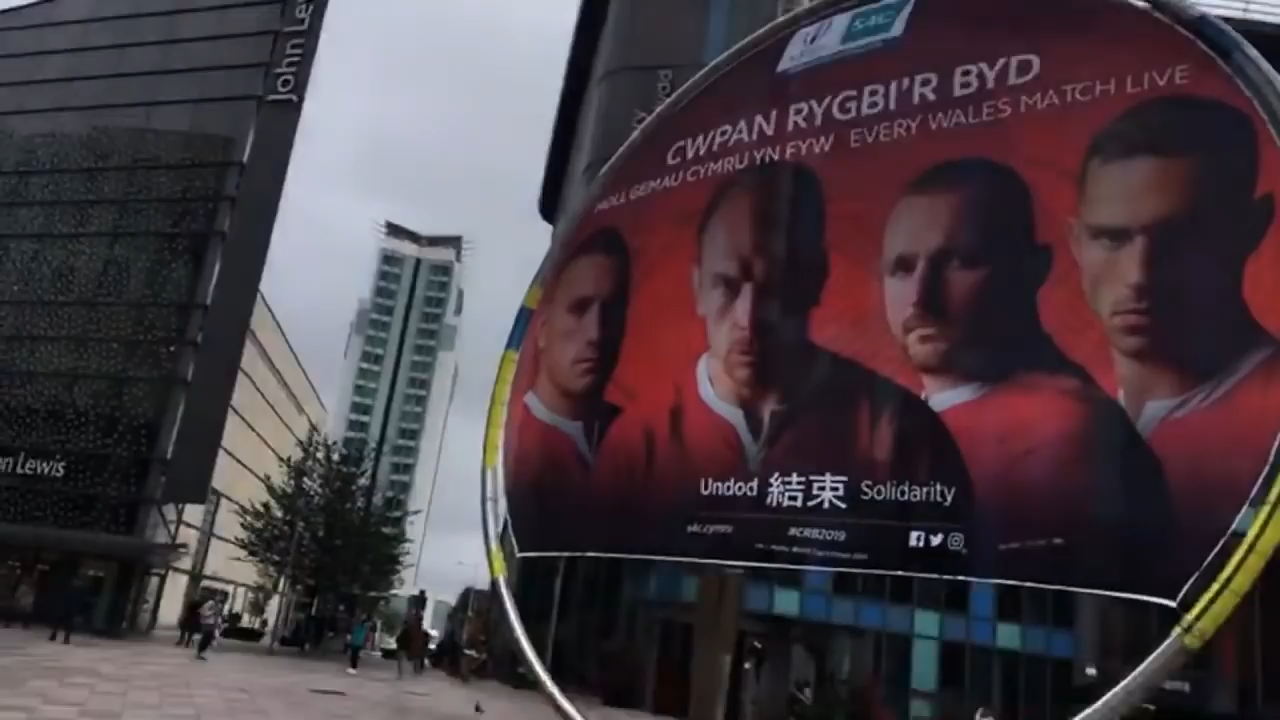 John Lew
S4C
CWPAN RYGBI'R BYD
HOLL GEMAU CYMRU YN FYW EVERY WALES MATCH LIVE
n Lewis
Undod 結束 Solidarity
s4c.cymru #CRB2019